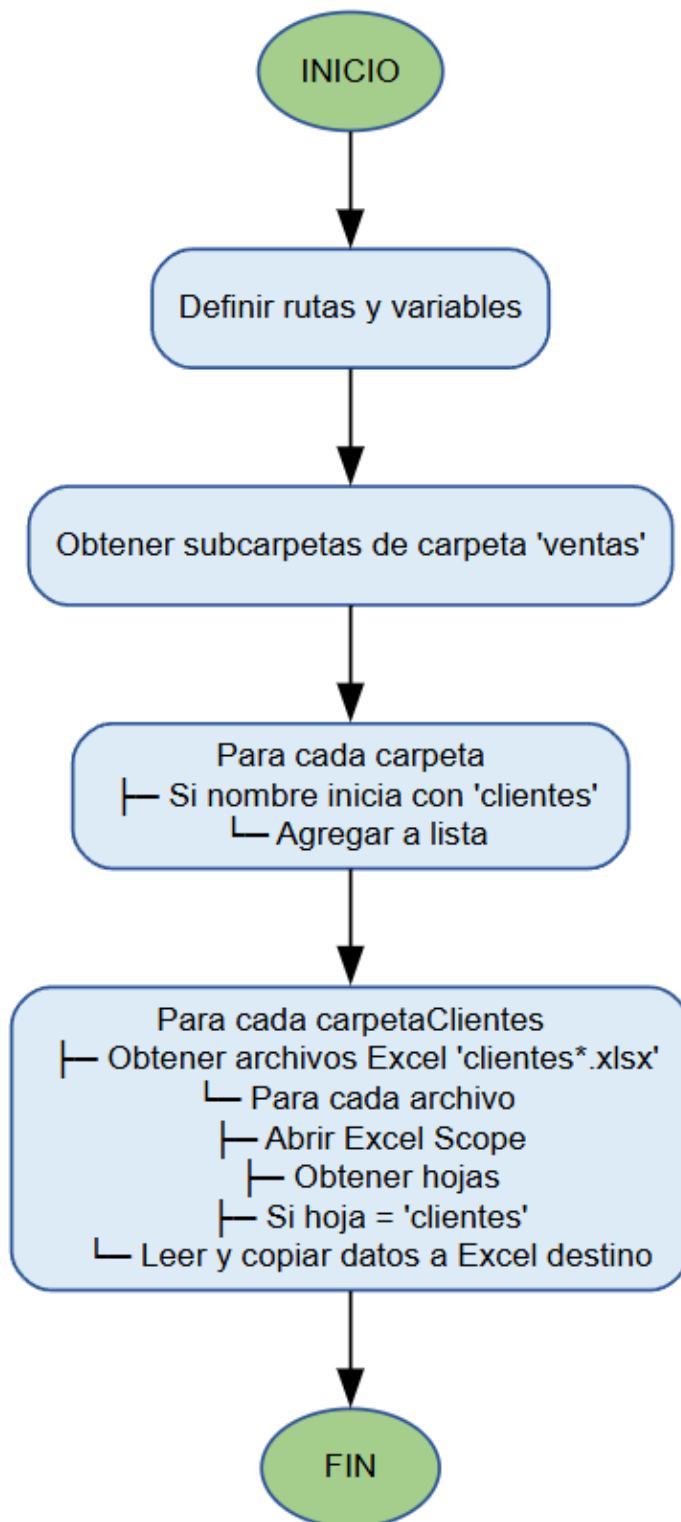 INICIO
Definir rutas y variables
Obtener subcarpetas de carpeta 'ventas'
Para cada carpeta
├─ Si nombre inicia con 'clientes'
└─ Agregar a lista
Para cada carpetaClientes
├─ Obtener archivos Excel 'clientes*.xlsx'
└─ Para cada archivo
├─ Abrir Excel Scope
├─ Obtener hojas
├─ Si hoja = 'clientes'
└─ Leer y copiar datos a Excel destino
FIN